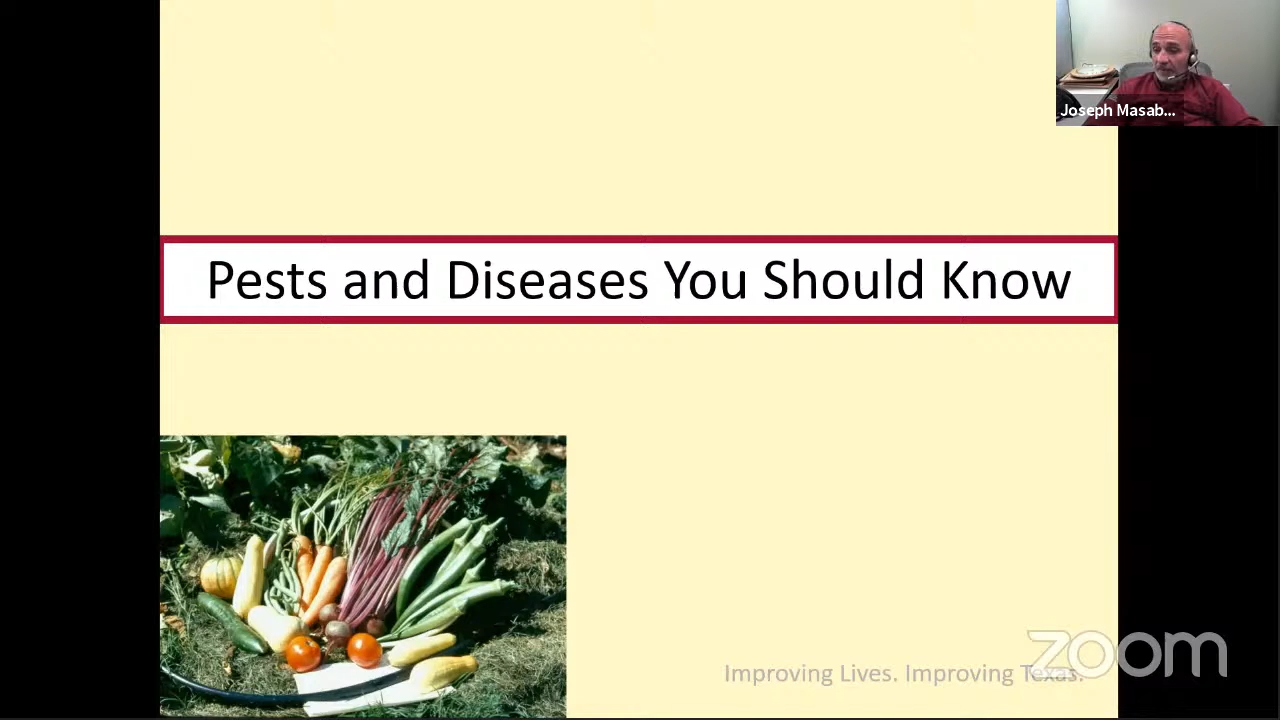 Joseph Masab...
Pests and Diseases You Should Know
Improving Lives. Improving Texas.
zoom